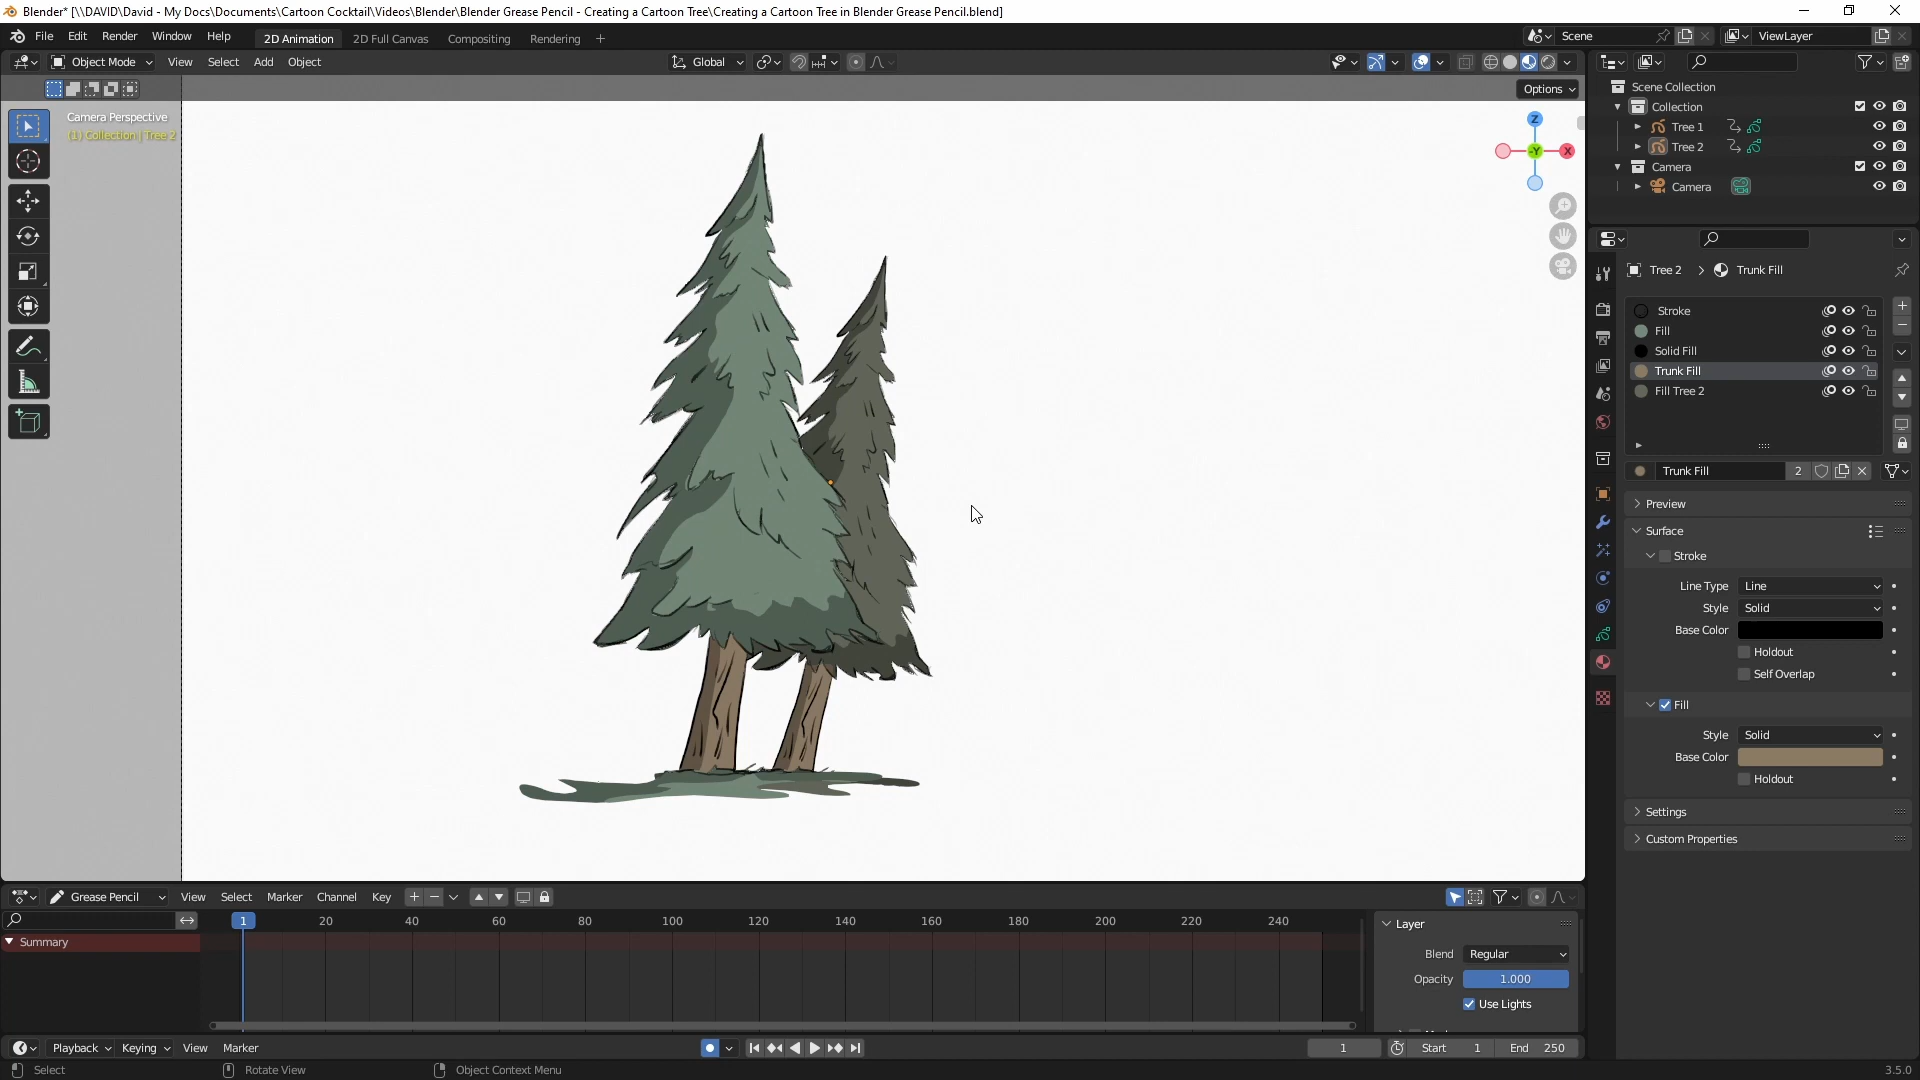 Blender* [\\DAVID\David - My Docs\Documents\Cartoon Cocktail\Videos\Blender\Blender Grease Pencil - Creating a Cartoon Tree\Creating a Cartoon Tree in Blender Grease Pencil.blend]
File Edit Render Window Help 2D Animation 2D Full Canvas Compositing Rendering + Scene ViewLayer
Object Mode View Select Add Object Global
Options
Camera Perspective
(1) Collection | Tree 2
Z
-Y X
Scene Collection
Collection
Tree 1
Tree 2
Camera
Camera
Tree 2 > Trunk Fill
Stroke
Fill
Solid Fill
Trunk Fill
Fill Tree 2
Trunk Fill 2
Preview
Surface
Stroke
Line Type Line
Style Solid
Base Color
Holdout
Self Overlap
Fill
Style Solid
Base Color
Holdout
Settings
Custom Properties
Grease Pencil View Select Marker Channel Key
1 20 40 60 80 100 120 140 160 180 200 220 240
Summary
Layer
Blend Regular
Opacity 1.000
Use Lights
Playback Keying View Marker 1 Start 1 End 250
Select Rotate View Object Context Menu 3.5.0